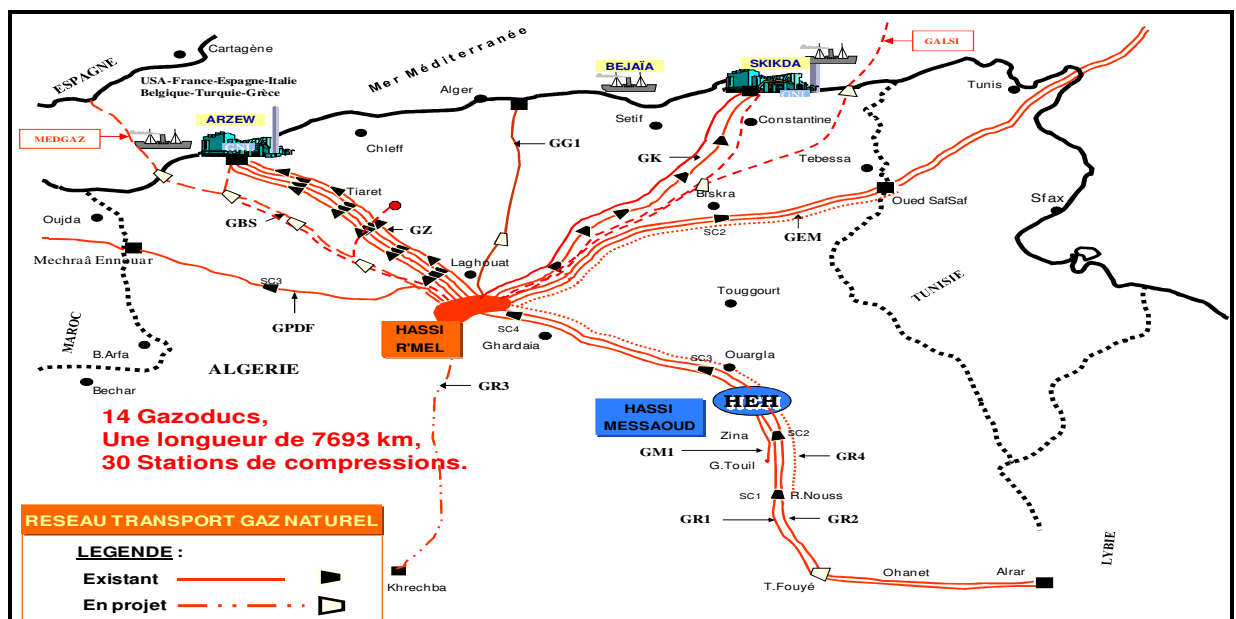 Cartagène
ESPAGNE
Mer Méditerranée
USA-France-Espagne-Italie
Belgique-Turquie-Grèce
BEJAÏA
SKIKDA
GNL
GALSI
Tunis
Alger
ARZEW
GNL
MEDGAZ
Chleff
Setif
Constantine
GG1
GK
Tebessa
Tiaret
Biskra
Oued SafSaf
Sfax
Oujda
GBS
GZ
SC2
GEM
Mechraâ Ennouar
Laghouat
SC3
GPDF
Touggourt
TUNISIE
MAROC
HASSI
R'MEL
SC4
Ghardaia
SC3
Ouargla
B.Arfa
ALGERIE
Bechar
GR3
HEH
HASSI
MESSAOUD
14 Gazoducs,
Une longueur de 7693 km,
30 Stations de compressions.
Zina
SC2
GM1
G.Touil
GR4
SC1
R.Nouss
GR1
GR2
RESEAU TRANSPORT GAZ NATUREL
LEGENDE :
Existant
En projet
Khrechba
T.Fouyé
Ohanet
Alrar
LYBIE